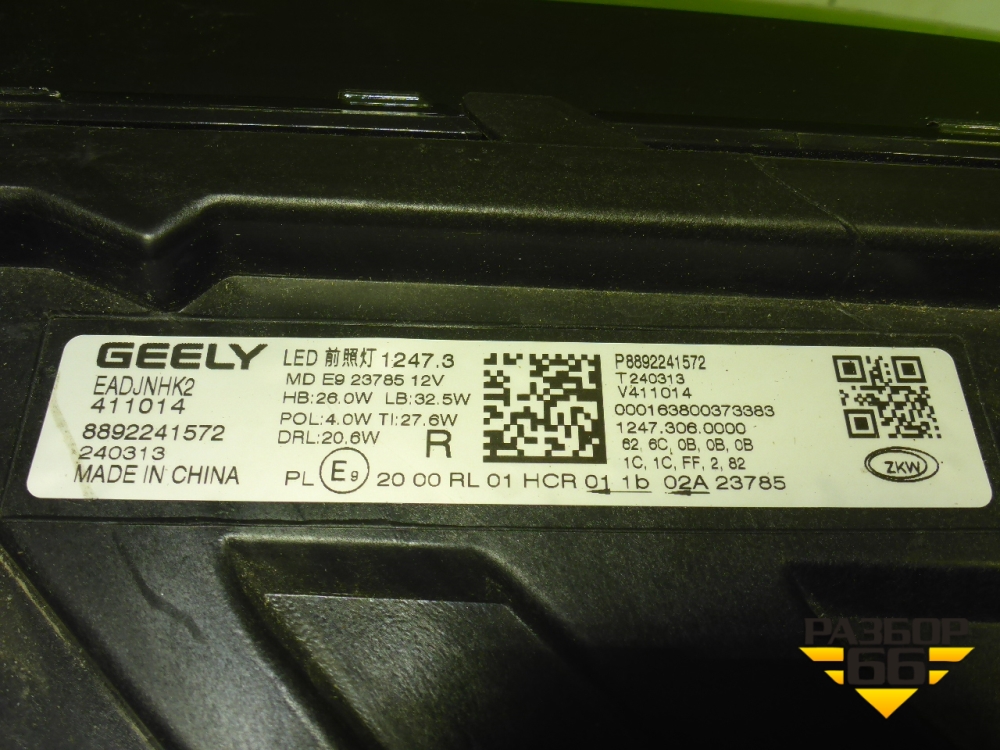 GEELY
EADJNHK2
411014
8892241572
240313
MADE IN CHINA
LED 前照灯 1247.3
MD E9 23785 12V
HB:26.0W LB:32.5W
POL:4.0W TI:27.6W
DRL:20.6W
R
PL E9 20 00 RL 01 HCR 01 1b 02A 23785
P8892241572
T240313
V411014
000163800373383
1247.306.0000
62, 6C, 0B, 0B, 0B
1C, 1C, FF, 2, 82
ZKW
РАЗБОР
66